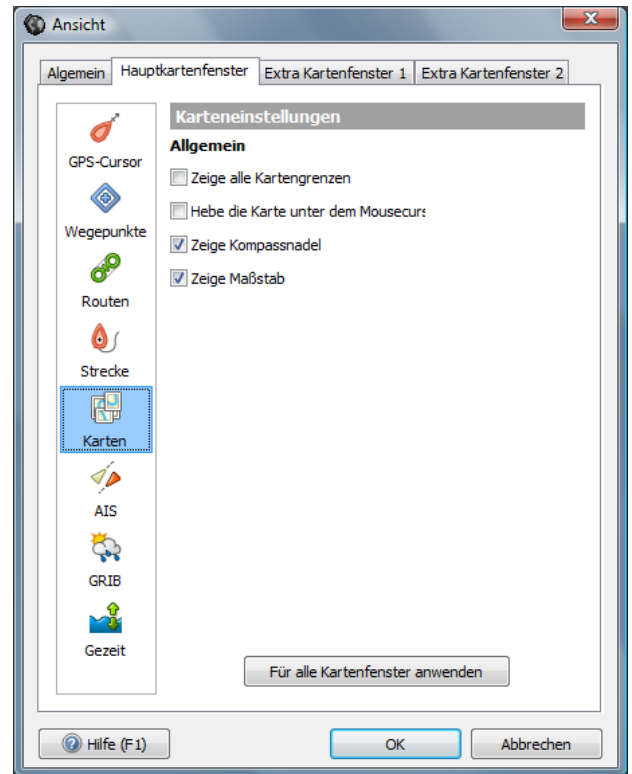 Ansicht
Algemein Hauptkartenfenster Extra Kartenfenster 1 Extra Kartenfenster 2
GPS-Cursor
Wegepunkte
Routen
Strecke
Karten
AIS
GRIB
Gezeit
Karteneinstellungen
Allgemein
Zeige alle Kartengrenzen
Hebe die Karte unter dem Mousecurs
Zeige Kompassnadel
Zeige Maßstab
Für alle Kartenfenster anwenden
Hilfe (F1) OK Abbrechen